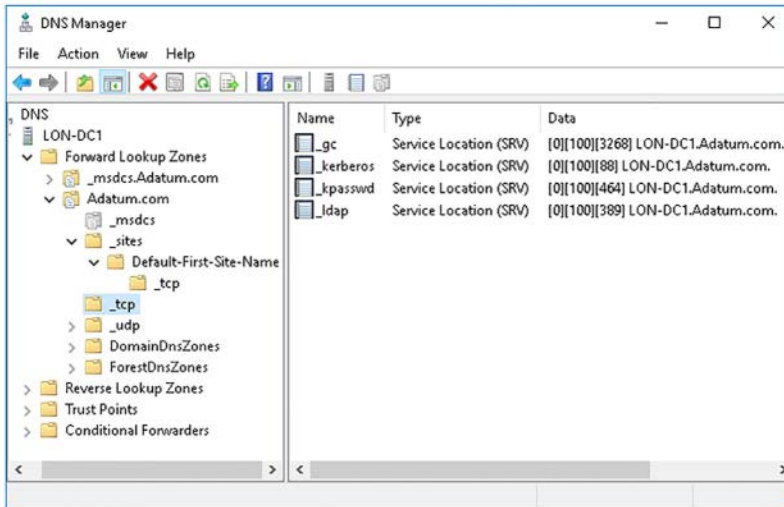 DNS Manager
File Action View Help
DNS
LON-DC1
Forward Lookup Zones
_msdcs.Adatum.com
Adatum.com
_msdcs
_sites
Default-First-Site-Name
_tcp
_tcp
_udp
DomainDnsZones
ForestDnsZones
Reverse Lookup Zones
Trust Points
Conditional Forwarders
Name Type Data
_gc Service Location (SRV) [0][100][3268] LON-DC1.Adatum.com.
_kerberos Service Location (SRV) [0][100][88] LON-DC1.Adatum.com.
_kpasswd Service Location (SRV) [0][100][464] LON-DC1.Adatum.com.
_ldap Service Location (SRV) [0][100][389] LON-DC1.Adatum.com.